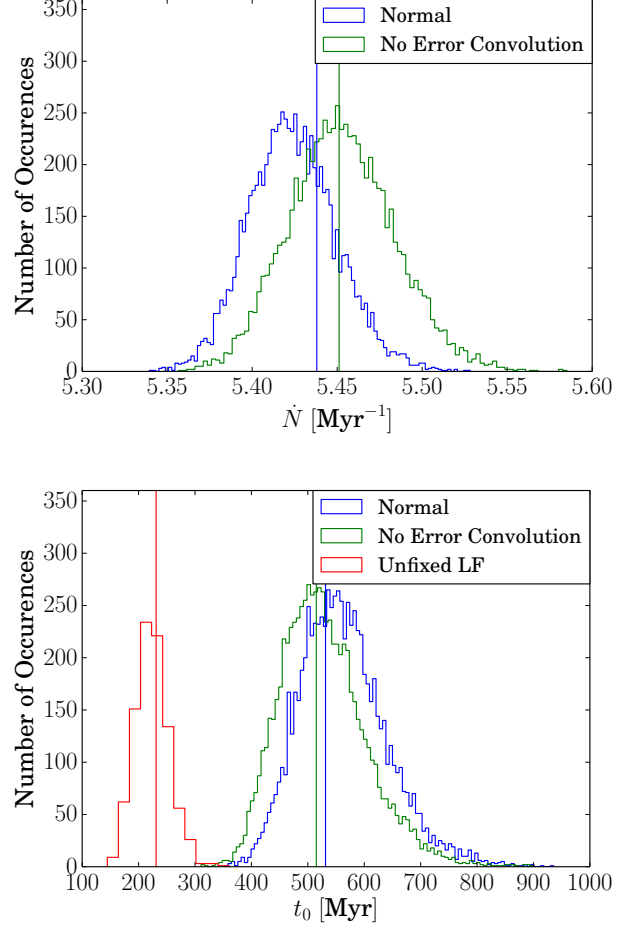 350
300
250
200
150
100
50
0
Number of Occurences
Normal
No Error Convolution
5.30 5.35 5.40 5.45 5.50 5.55 5.60
Ṅ [Myr⁻¹]
350
300
250
200
150
100
50
0
Number of Occurences
Normal
No Error Convolution
Unfixed LF
100 200 300 400 500 600 700 800 900 1000
t₀ [Myr]